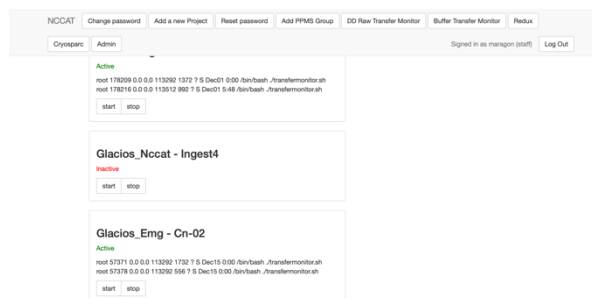 NCCAT Change password Add a new Project Reset password Add PPMS Group DD Raw Transfer Monitor Buffer Transfer Monitor Redux
Cryosparc Admin Signed in as maragon (staff) Log Out
Active
root 178209 0.0 0.0 113292 1372 ? S Dec01 0:00 /bin/bash ./transfermonitor.sh
root 178216 0.0 0.0 113512 992 ? S Dec01 5:48 /bin/bash ./transfermonitor.sh
start stop
Glacios_Nccat - Ingest4
Inactive
start stop
Glacios_Emg - Cn-02
Active
root 57371 0.0 0.0 113292 1732 ? S Dec15 0:00 /bin/bash ./transfermonitor.sh
root 57378 0.0 0.0 113292 556 ? S Dec15 0:00 /bin/bash ./transfermonitor.sh
start stop